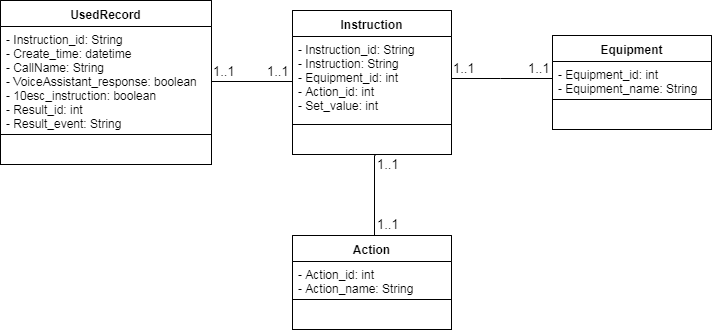 UsedRecord
- Instruction_id: String
- Create_time: datetime
- CallName: String
- VoiceAssistant_response: boolean
- 10esc_instruction: boolean
- Result_id: int
- Result_event: String
1..1
1..1
Instruction
- Instruction_id: String
- Instruction: String
- Equipment_id: int
- Action_id: int
- Set_value: int
1..1
1..1
Equipment
- Equipment_id: int
- Equipment_name: String
1..1
1..1
Action
- Action_id: int
- Action_name: String